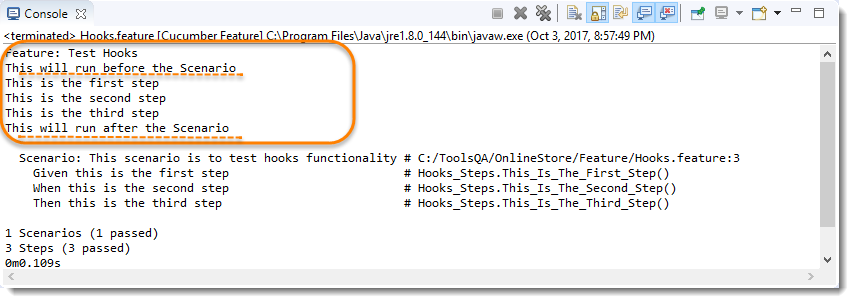 Console
<terminated> Hooks.feature [Cucumber Feature] C:\Program Files\Java\jre1.8.0_144\bin\javaw.exe (Oct 3, 2017, 8:57:49 PM)
Feature: Test Hooks
This will run before the Scenario
This is the first step
This is the second step
This is the third step
This will run after the Scenario
Scenario: This scenario is to test hooks functionality # C:/ToolsQA/OnlineStore/Feature/Hooks.feature:3
Given this is the first step # Hooks_Steps.This_Is_The_First_Step()
When this is the second step # Hooks_Steps.This_Is_The_Second_Step()
Then this is the third step # Hooks_Steps.This_Is_The_Third_Step()
1 Scenarios (1 passed)
3 Steps (3 passed)
0m0.109s